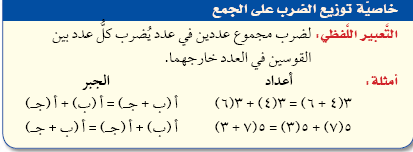 خاصيّة توزيع الضرب على الجمع
التعبير اللفظي: لضرب مجموع عددين في عدد يُضرب كلُّ عدد بين
القوسين في العدد خارجهما.
أمثلة: أعداد الجبر
٣(٤ + ٦) = ٣(٤) + ٣(٦) أ (ب + جـ) = أ (ب) + أ (جـ)
٥(٧) + ٥(٣) = ٥(٧ + ٣) أ (ب) + أ (جـ) = أ (ب + جـ)